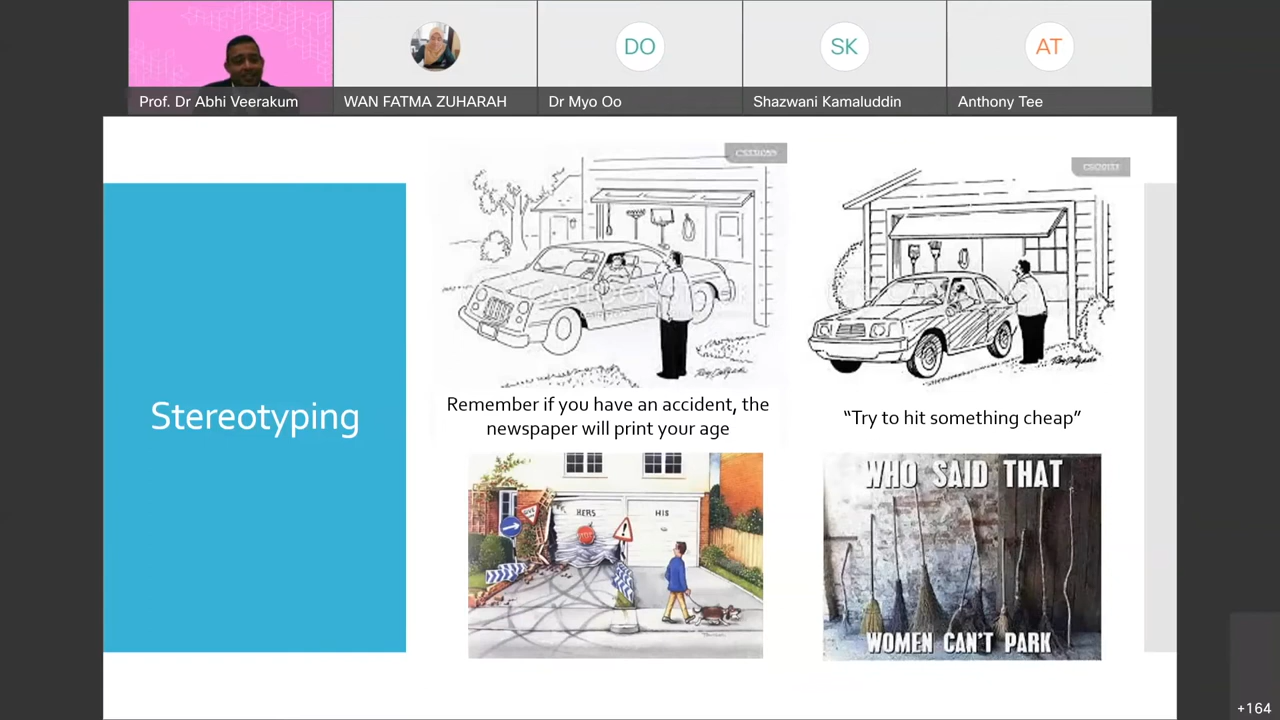 Prof. Dr Abhi Veerakum
WAN FATMA ZUHARAH
DO
Dr Myo Oo
SK
Shazwani Kamaluddin
AT
Anthony Tee
Stereotyping
Remember if you have an accident, the
newspaper will print your age
“Try to hit something cheap”
HERS
HIS
WHO SAID THAT
WOMEN CAN'T PARK
+164